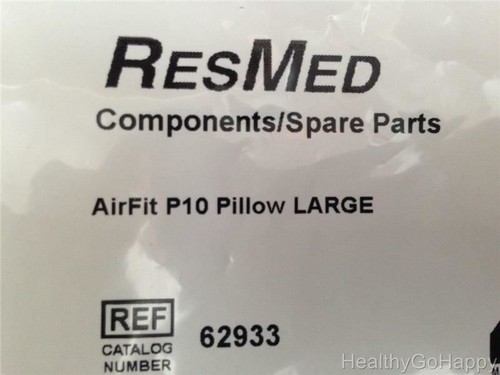 RESMED
Components/Spare Parts
AirFit P10 Pillow LARGE
REF 62933
CATALOG
NUMBER
HealthyGoHappy